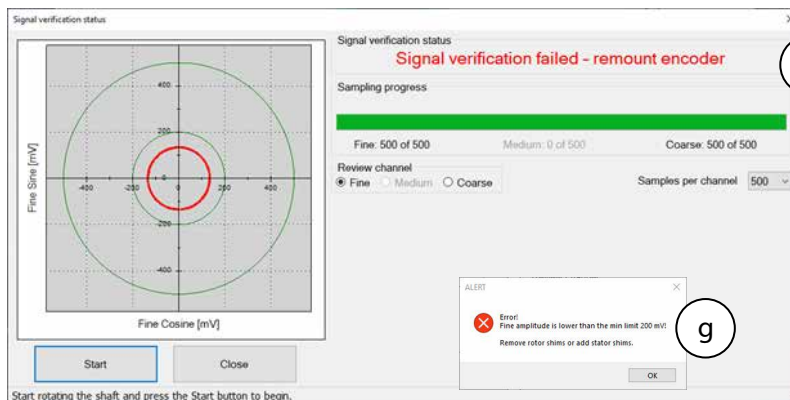 Signal verification status
Signal verification status
Signal verification failed - remount encoder
Sampling progress
Fine: 500 of 500 Medium: 0 of 500 Coarse: 500 of 500
Review channel
Fine Medium Coarse
Samples per channel 500
Fine Sine [mV]
400
200
-400 -200 0 200 400
-200
-400
Fine Cosine [mV]
ALERT
Error!
Fine amplitude is lower than the min limit 200 mV!
Remove rotor shims or add stator shims.
OK
g
Start Close
Start rotating the shaft and press the Start button to begin.